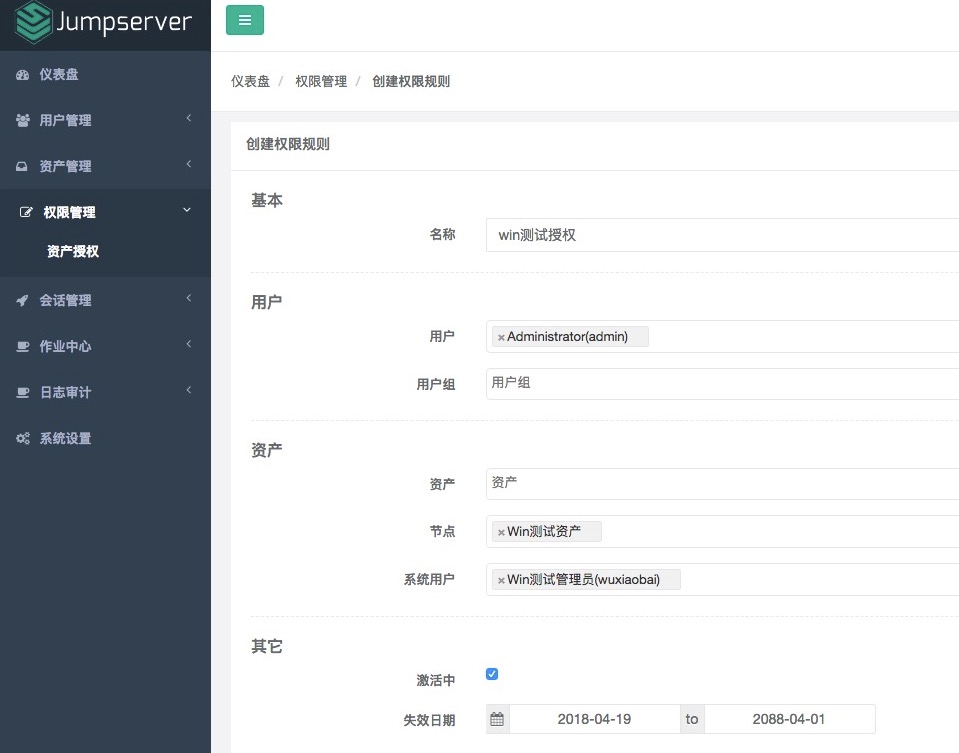 Jumpserver
仪表盘
用户管理
资产管理
权限管理
资产授权
会话管理
作业中心
日志审计
系统设置
仪表盘 / 权限管理 / 创建权限规则
创建权限规则
基本
名称 win测试授权
用户
用户 ×Administrator(admin)
用户组 用户组
资产
资产 资产
节点 ×Win测试资产
系统用户 ×Win测试管理员(wuxiaobai)
其它
激活中
失效日期 2018-04-19 to 2088-04-01